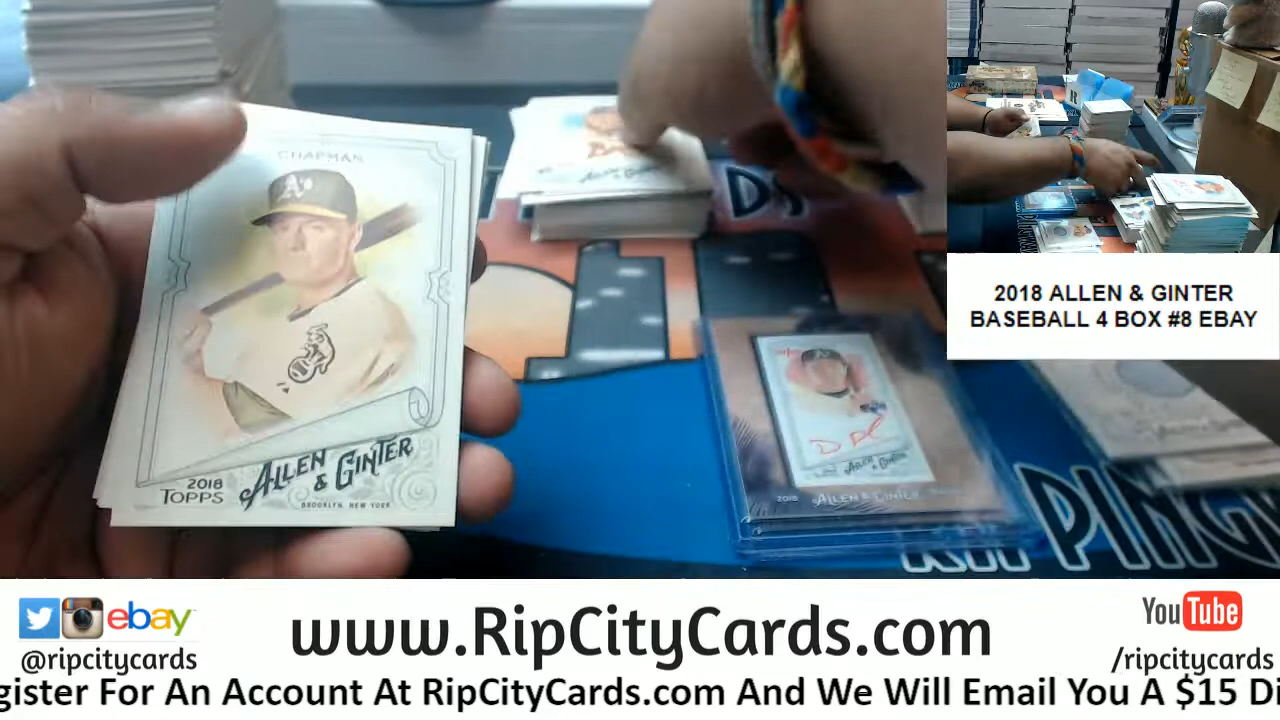 CHAPMAN
A's
2018
TOPPS
ALLEN
& GINTER
BROOKLYN, NEW YORK
2018 ALLEN & GINTER
BASEBALL 4 BOX #8 EBAY
2018 ALLEN & GINTER
PING
ebay
@ripcitycards
www.RipCityCards.com
YouTube
/ripcitycards
gister For An Account At RipCityCards.com And We Will Email You A $15 Di